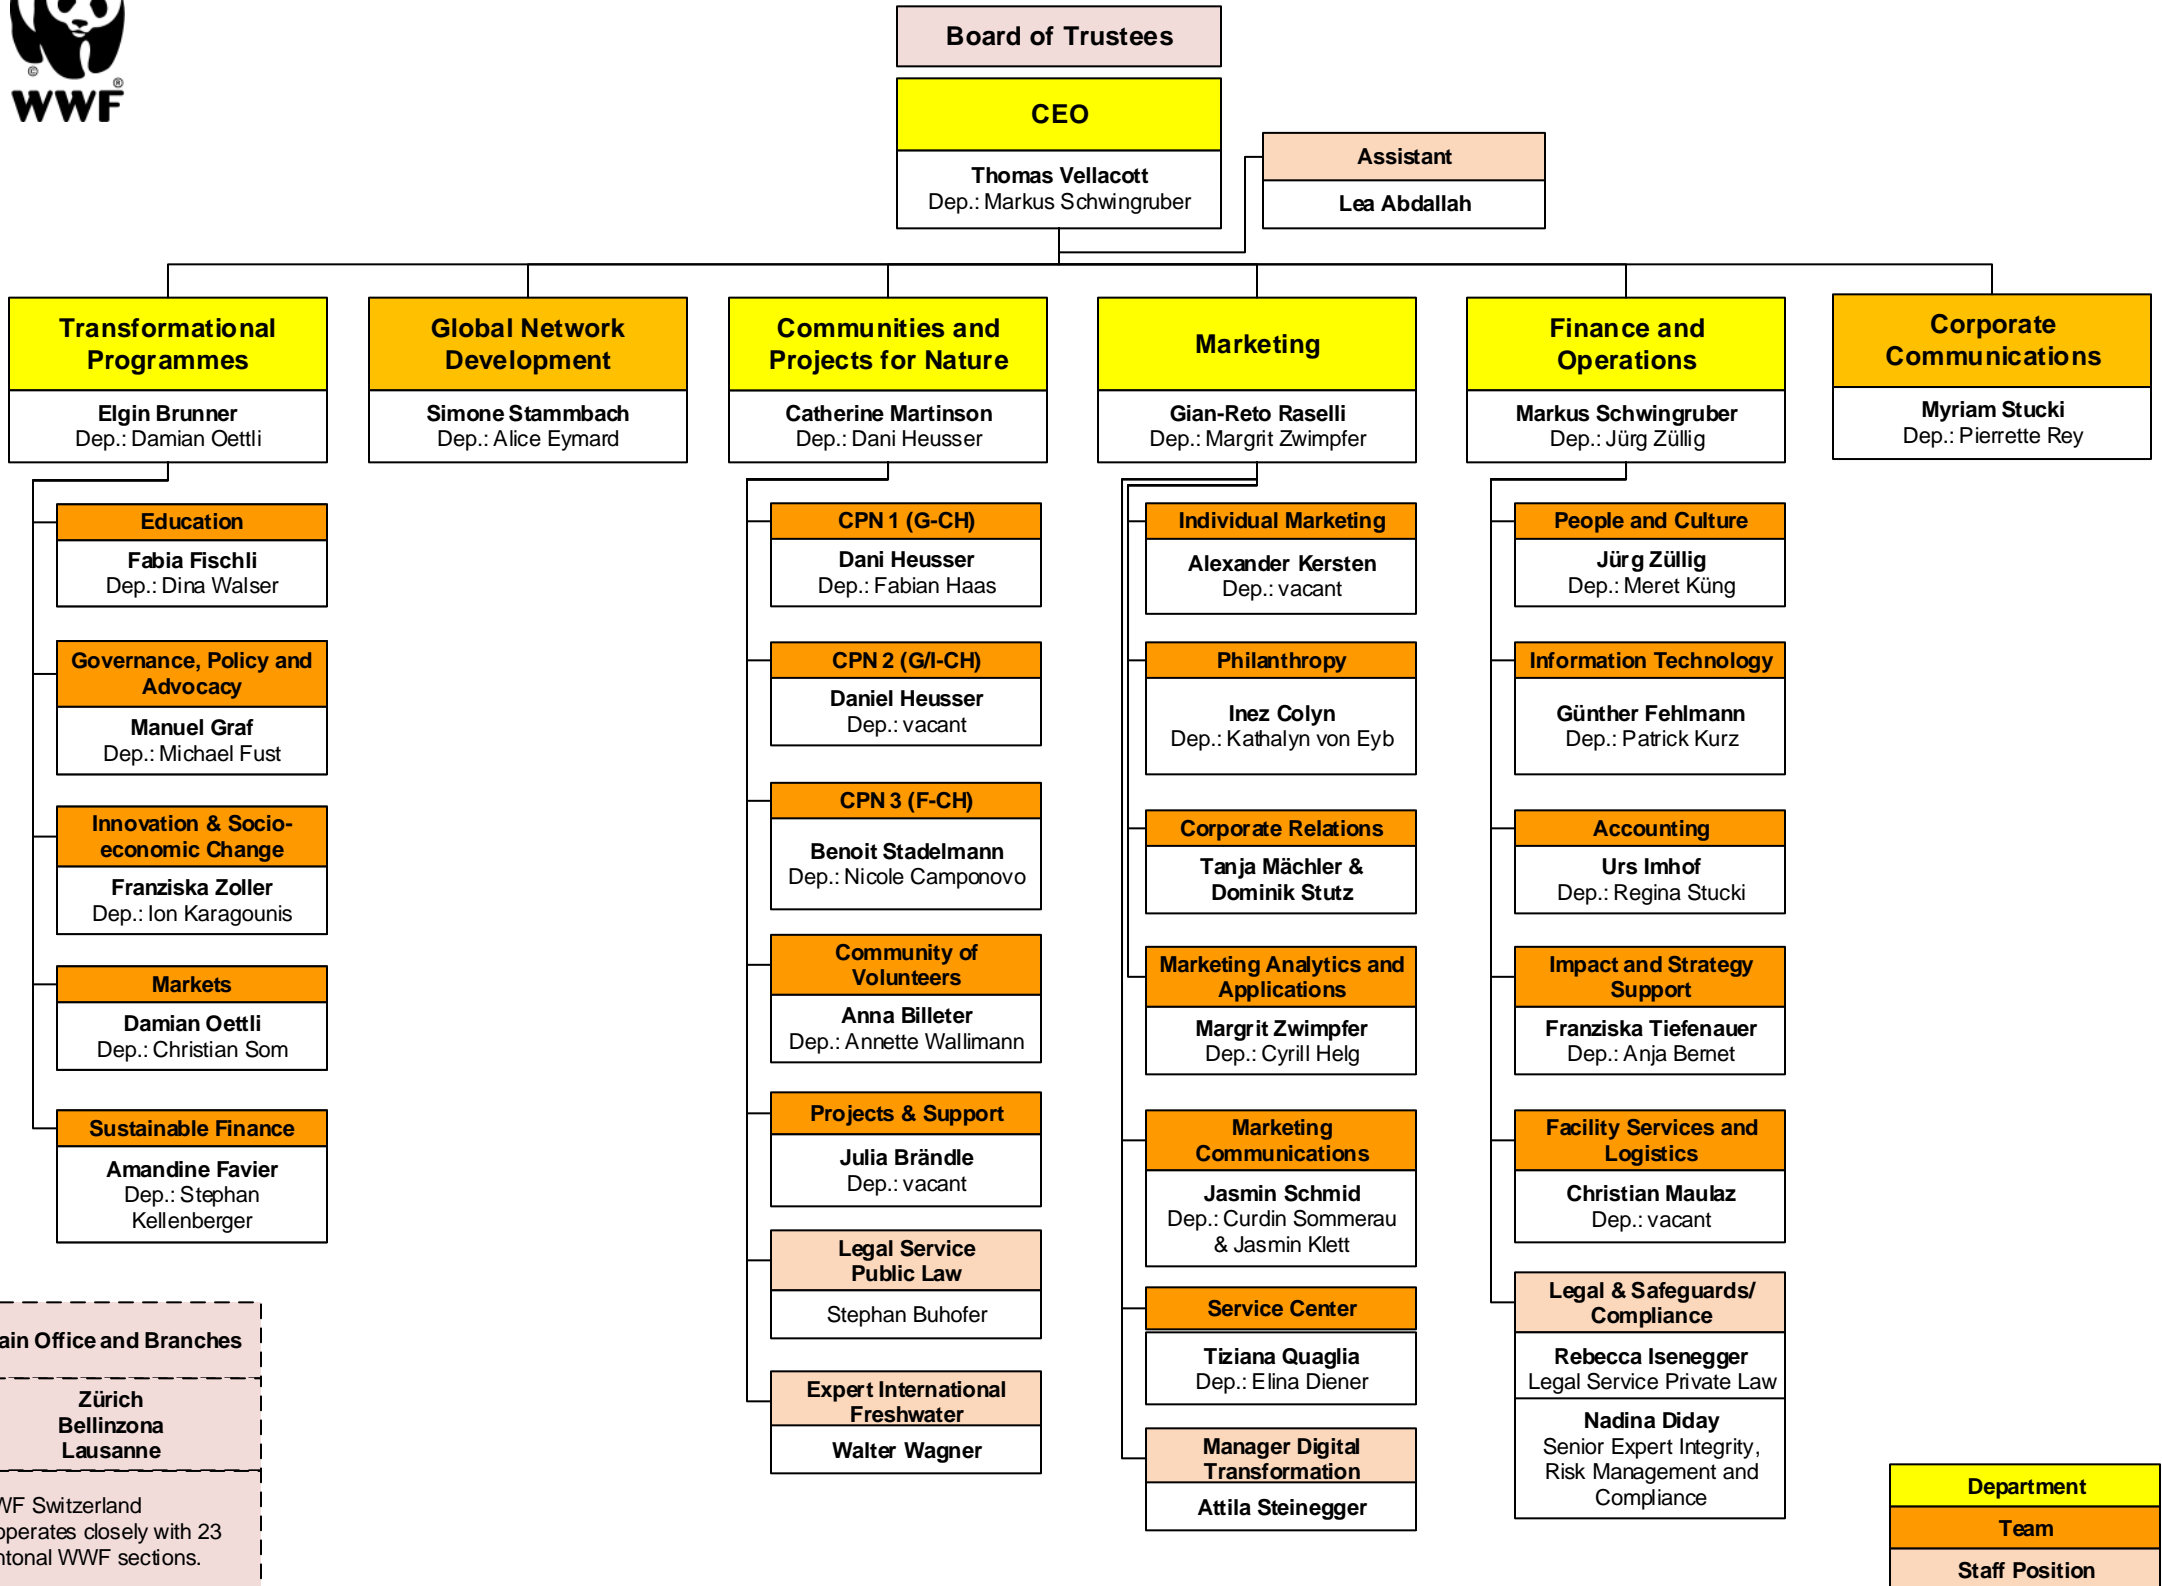 © ®
WWF
Board of Trustees
CEO
Thomas Vellacott
Dep.: Markus Schwingruber
Assistant
Lea Abdallah
Transformational
Programmes
Elgin Brunner
Dep.: Damian Oettli
Education
Fabia Fischli
Dep.: Dina Walser
Governance, Policy and
Advocacy
Manuel Graf
Dep.: Michael Fust
Innovation & Socio-
economic Change
Franziska Zoller
Dep.: Ion Karagounis
Markets
Damian Oettli
Dep.: Christian Som
Sustainable Finance
Amandine Favier
Dep.: Stephan
Kellenberger
Global Network
Development
Simone Stammbach
Dep.: Alice Eymard
Communities and
Projects for Nature
Catherine Martinson
Dep.: Dani Heusser
CPN 1 (G-CH)
Dani Heusser
Dep.: Fabian Haas
CPN 2 (G/I-CH)
Daniel Heusser
Dep.: vacant
CPN 3 (F-CH)
Benoit Stadelmann
Dep.: Nicole Camponovo
Community of
Volunteers
Anna Billeter
Dep.: Annette Wallimann
Projects & Support
Julia Brändle
Dep.: vacant
Legal Service
Public Law
Stephan Buhofer
Expert International
Freshwater
Walter Wagner
Marketing
Gian-Reto Raselli
Dep.: Margrit Zwimpfer
Individual Marketing
Alexander Kersten
Dep.: vacant
Philanthropy
Inez Colyn
Dep.: Kathalyn von Eyb
Corporate Relations
Tanja Mächler &
Dominik Stutz
Marketing Analytics and
Applications
Margrit Zwimpfer
Dep.: Cyrill Helg
Marketing
Communications
Jasmin Schmid
Dep.: Curdin Sommerau
& Jasmin Klett
Service Center
Tiziana Quaglia
Dep.: Elina Diener
Manager Digital
Transformation
Attila Steinegger
Finance and
Operations
Markus Schwingruber
Dep.: Jürg Züllig
People and Culture
Jürg Züllig
Dep.: Meret Küng
Information Technology
Günther Fehlmann
Dep.: Patrick Kurz
Accounting
Urs Imhof
Dep.: Regina Stucki
Impact and Strategy
Support
Franziska Tiefenauer
Dep.: Anja Bernet
Facility Services and
Logistics
Christian Maulaz
Dep.: vacant
Legal & Safeguards/
Compliance
Rebecca Isenegger
Legal Service Private Law
Nadina Diday
Senior Expert Integrity,
Risk Management and
Compliance
Corporate
Communications
Myriam Stucki
Dep.: Pierrette Rey
ain Office and Branches
Zürich
Bellinzona
Lausanne
WF Switzerland
operates closely with 23
ntonal WWF sections.
Department
Team
Staff Position